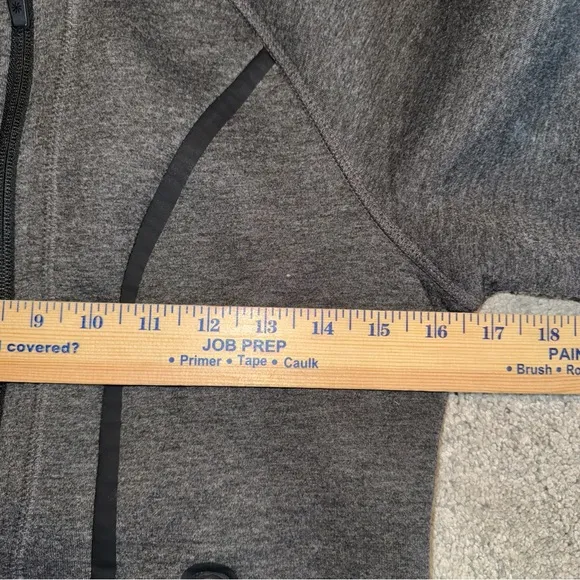 9 10 11 12 13 14 15 16 17 18
covered? JOB PREP PAIN
• Primer • Tape • Caulk • Brush • Ro